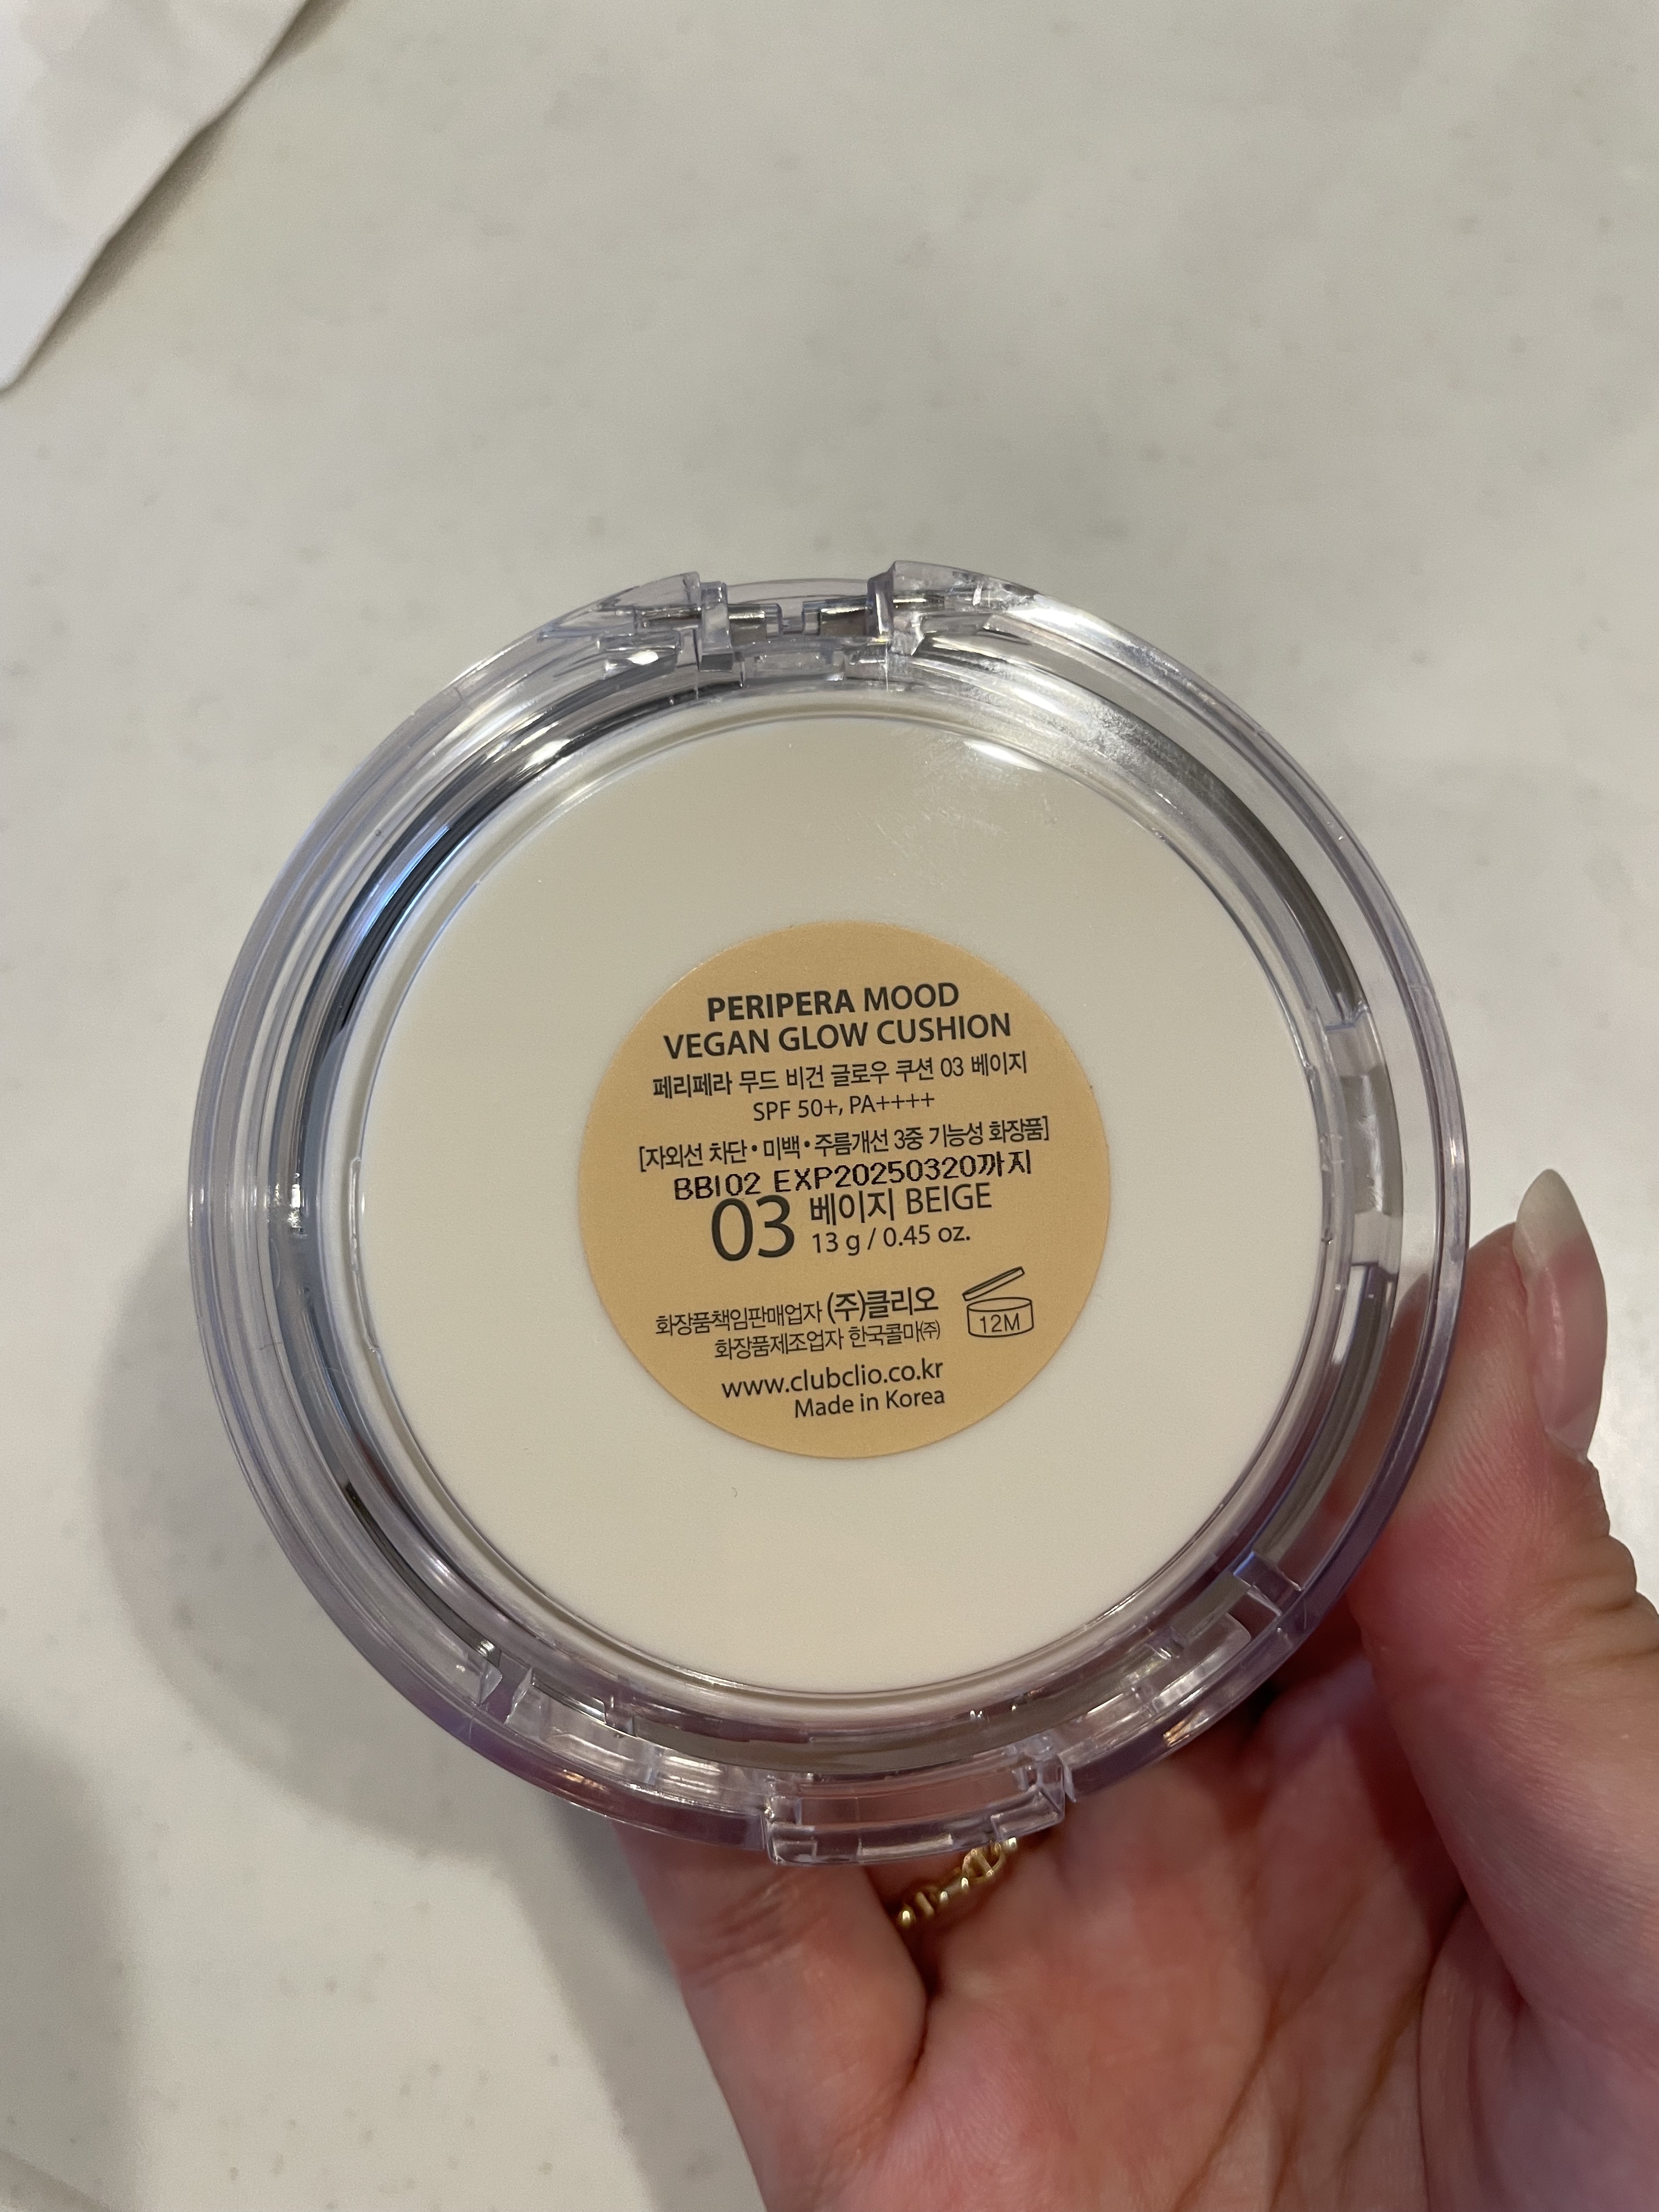 PERIPERA MOOD
VEGAN GLOW CUSHION
페리페라 무드 비건 글로우 쿠션 03 베이지
SPF 50+, PA++++
[자외선 차단•미백•주름개선 3중 기능성 화장품]
BBI02 EXP20250320까지
03 베이지 BEIGE
13 g / 0.45 oz.
화장품책임판매업자 (주)클리오
화장품제조업자 한국콜마㈜
12M
www.clubclio.co.kr
Made in Korea